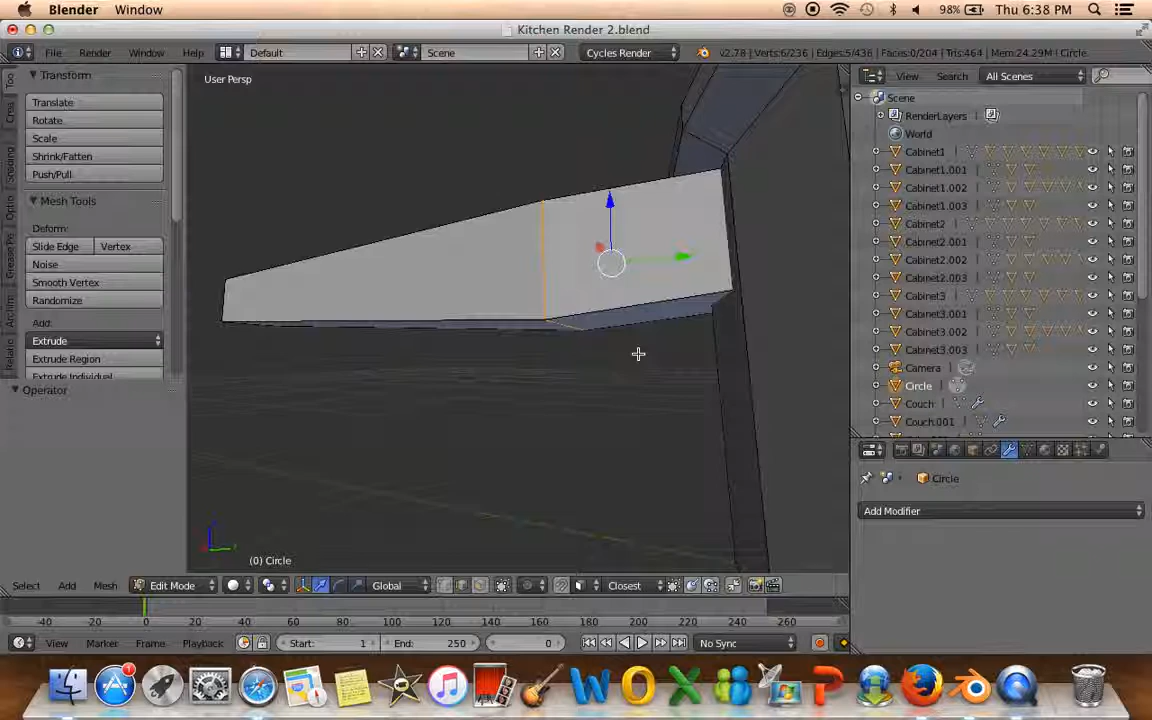 Blender Window 98% Thu 6:38 PM
Kitchen Render 2.blend
File Render Window Help Default Scene Cycles Render v2.78 | Verts:6/236 | Edges:5/438 | Faces:0/204 | Tris:464 | Mem:24.29M | Circle
Transform
Translate
Rotate
Scale
Shrink/Fatten
Push/Pull
Mesh Tools
Deform:
Slide Edge Vertex
Noise
Smooth Vertex
Randomize
Add:
Extrude
Extrude Region
Extrude Individual
Operator
User Persp
(0) Circle
View Search All Scenes
Scene
RenderLayers
World
Cabinet1
Cabinet1.001
Cabinet1.002
Cabinet1.003
Cabinet2
Cabinet2.001
Cabinet2.002
Cabinet2.003
Cabinet3
Cabinet3.001
Cabinet3.002
Cabinet3.003
Camera
Circle
Couch
Couch.001
Circle
Add Modifier
Select Add Mesh Edit Mode Global Closest
-40 -20 0 20 40 60 80 100 120 140 160 180 200 220 240 260
View Marker Frame Playback Start: 1 End: 250 0 No Sync